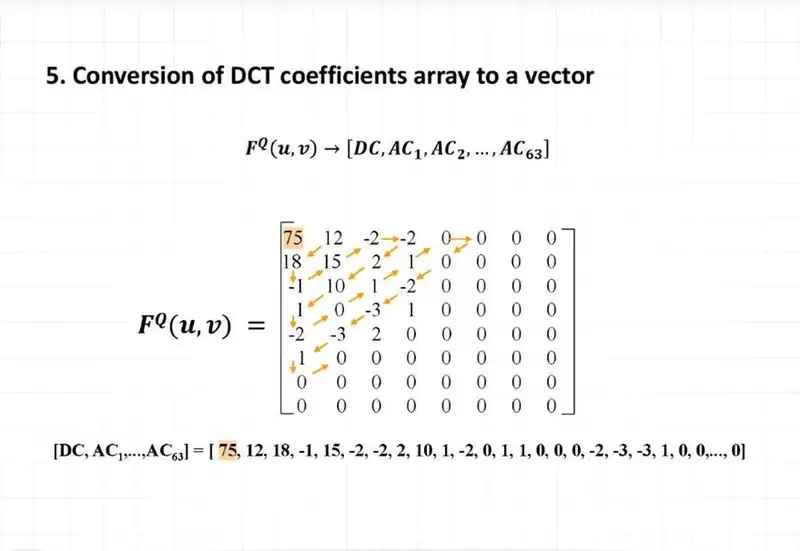 5. Conversion of DCT coefficients array to a vector
F^Q(u, v) → [DC, AC₁, AC₂, ..., AC₆₃]
75 12 -2 -2 0 0 0 0
18 15 2 1 0 0 0 0
-1 10 1 -2 0 0 0 0
1 0 -3 1 0 0 0 0
F^Q(u, v) =
-2 -3 2 0 0 0 0 0
1 0 0 0 0 0 0 0
0 0 0 0 0 0 0 0
0 0 0 0 0 0 0 0
[DC, AC₁,...,AC₆₃] = [ 75, 12, 18, -1, 15, -2, -2, 2, 10, 1, -2, 0, 1, 1, 0, 0, 0, -2, -3, -3, 1, 0, 0,..., 0]